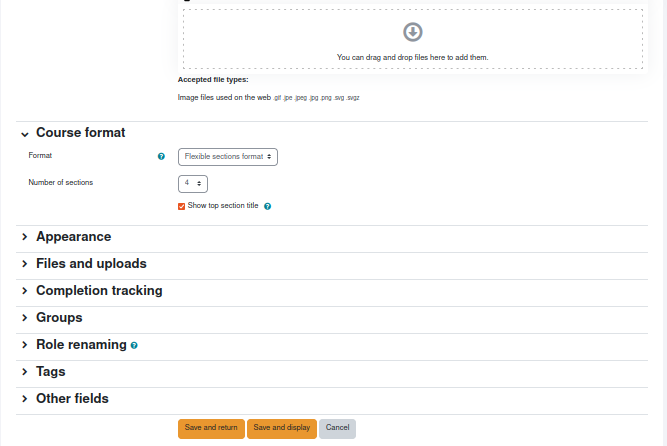 You can drag and drop files here to add them.
Accepted file types:
Image files used on the web .gif .jpe .jpeg .jpg .png .svg .svgz
Course format
Format
Flexible sections format
Number of sections
4
Show top section title
Appearance
Files and uploads
Completion tracking
Groups
Role renaming
Tags
Other fields
Save and return
Save and display
Cancel